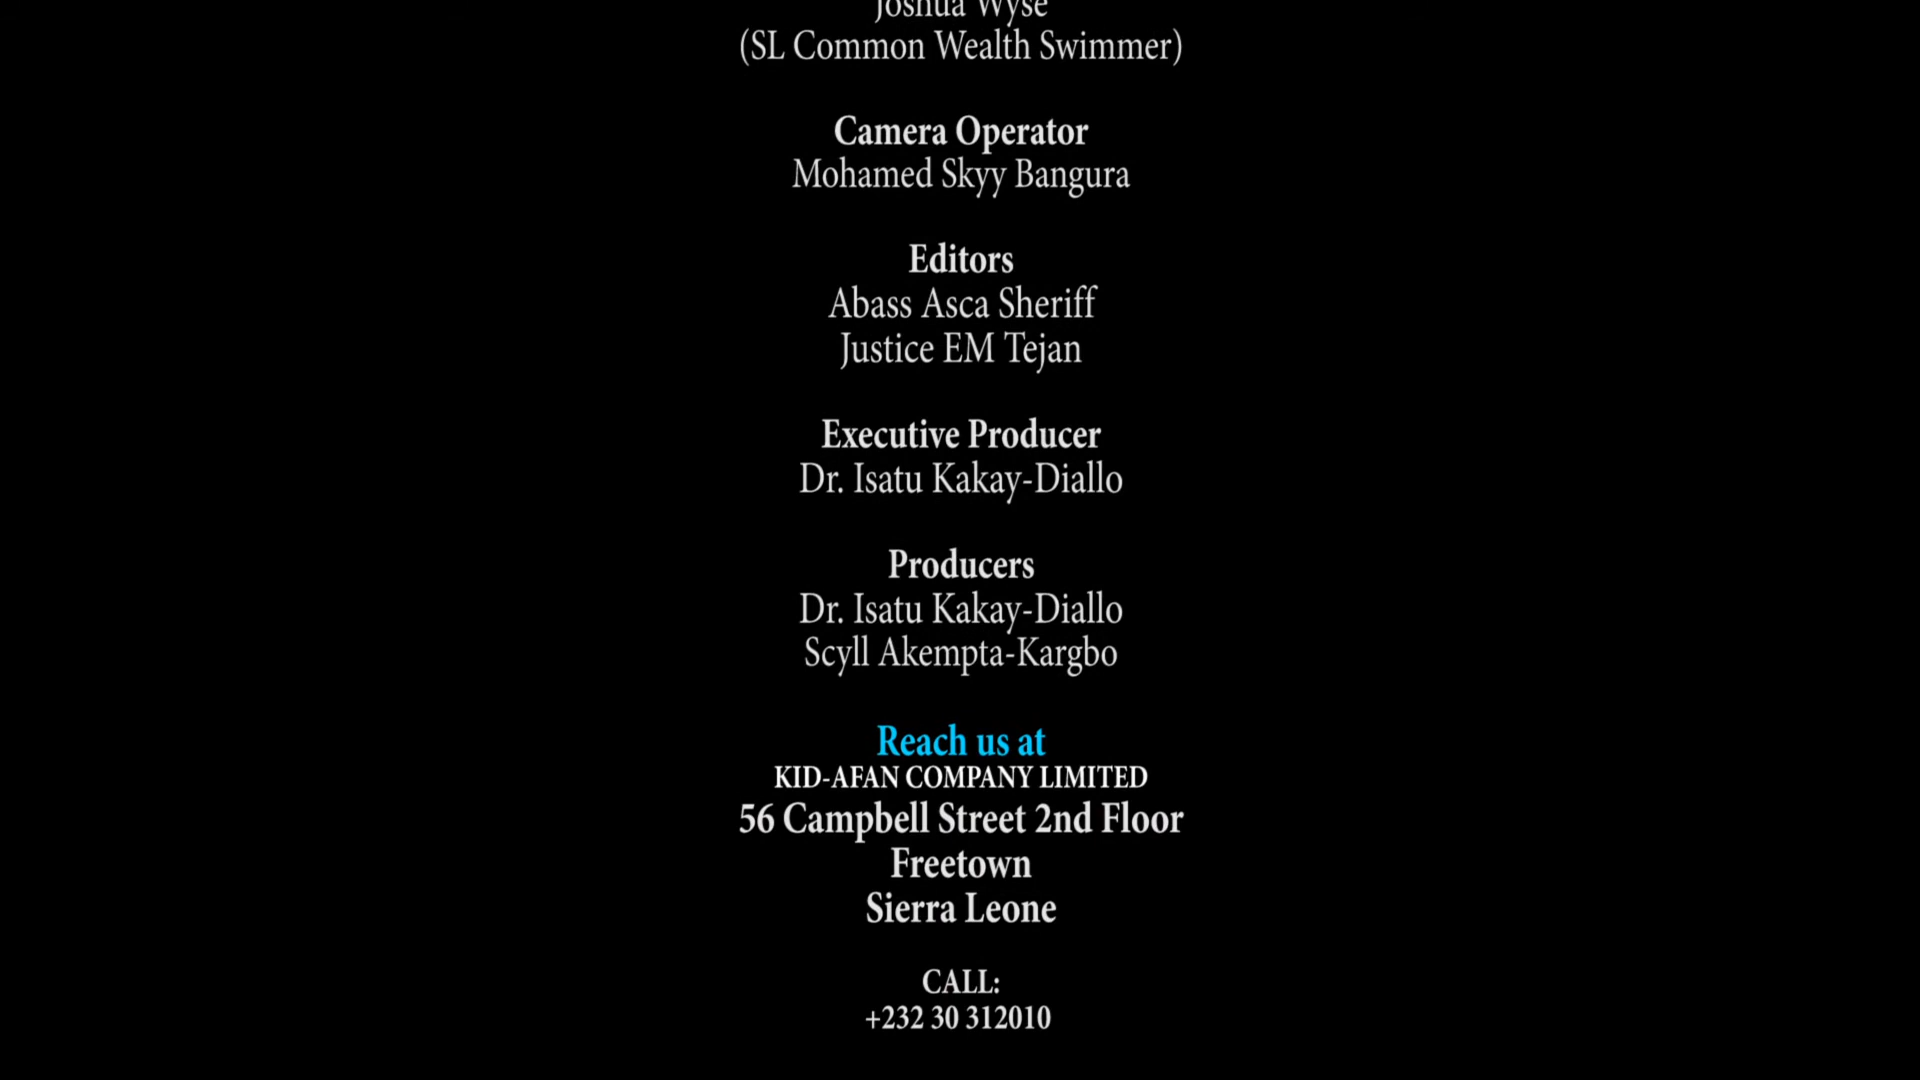 Joshua Wyse
(SL Common Wealth Swimmer)
Camera Operator
Mohamed Skyy Bangura
Editors
Abass Asca Sheriff
Justice EM Tejan
Executive Producer
Dr. Isatu Kakay-Diallo
Producers
Dr. Isatu Kakay-Diallo
Scyll Akempta-Kargbo
Reach us at
KID-AFAN COMPANY LIMITED
56 Campbell Street 2nd Floor
Freetown
Sierra Leone
CALL:
+232 30 312010